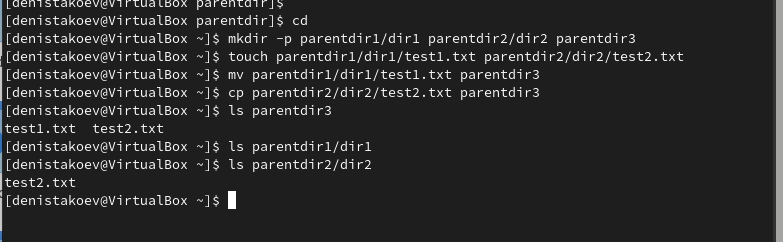 [denistakoev@VirtualBox parentdir]$
[denistakoev@VirtualBox parentdir]$ cd
[denistakoev@VirtualBox ~]$ mkdir -p parentdir1/dir1 parentdir2/dir2 parentdir3
[denistakoev@VirtualBox ~]$ touch parentdir1/dir1/test1.txt parentdir2/dir2/test2.txt
[denistakoev@VirtualBox ~]$ mv parentdir1/dir1/test1.txt parentdir3
[denistakoev@VirtualBox ~]$ cp parentdir2/dir2/test2.txt parentdir3
[denistakoev@VirtualBox ~]$ ls parentdir3
test1.txt  test2.txt
[denistakoev@VirtualBox ~]$ ls parentdir1/dir1
[denistakoev@VirtualBox ~]$ ls parentdir2/dir2
test2.txt
[denistakoev@VirtualBox ~]$